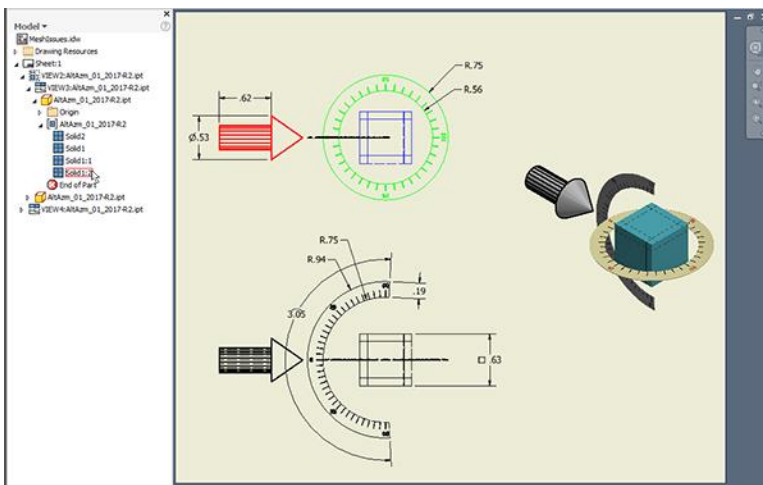 Model
MeshIssues.idw
Drawing Resources
Sheet:1
VIEW2:AltAzm_01_2017-R2.ipt
VIEW3:AltAzm_01_2017-R2.ipt
AltAzm_01_2017-R2.ipt
Origin
AltAzm_01_2017-R2
Solid2
Solid1
Solid1:1
Solid1:2
End of Part
AltAzm_01_2017-R2.ipt
VIEW4:AltAzm_01_2017-R2.ipt
R.75
.62
R.56
Ø.53
R.75
R.94
.19
3.05
.63